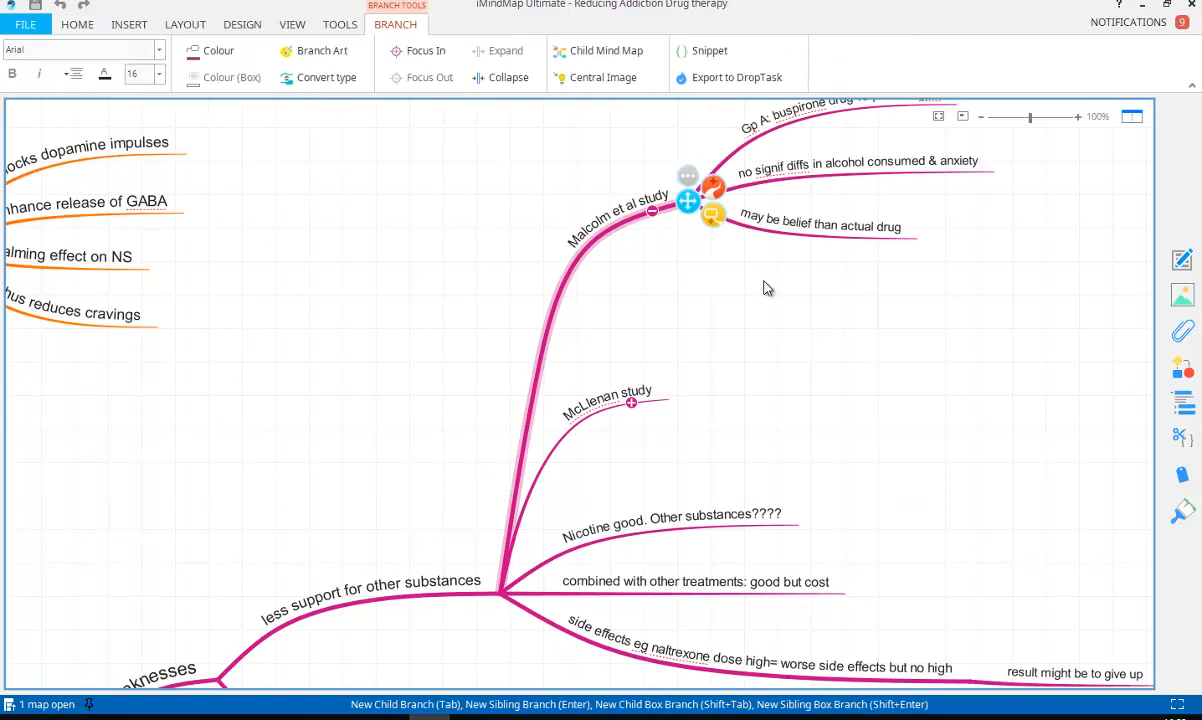 iMindMap Ultimate - Reducing Addiction Drug therapy
BRANCH TOOLS
FILE HOME INSERT LAYOUT DESIGN VIEW TOOLS BRANCH
NOTIFICATIONS 9
Arial
B i A 16
Colour
Colour (Box)
Branch Art
Convert type
Focus In
Focus Out
Expand
Collapse
Child Mind Map
Central Image
Snippet
Export to DropTask
100%
locks dopamine impulses
nhance release of GABA
alming effect on NS
hus reduces cravings
Gp A: buspirone drug
no signif diffs in alcohol consumed & anxiety
may be belief than actual drug
Malcolm et al study
McLlenan study
Nicotine good. Other substances????
combined with other treatments: good but cost
less support for other substances
side effects eg naltrexone dose high= worse side effects but no high
result might be to give up
eaknesses
1 map open
New Child Branch (Tab), New Sibling Branch (Enter), New Child Box Branch (Shift+Tab), New Sibling Box Branch (Shift+Enter)